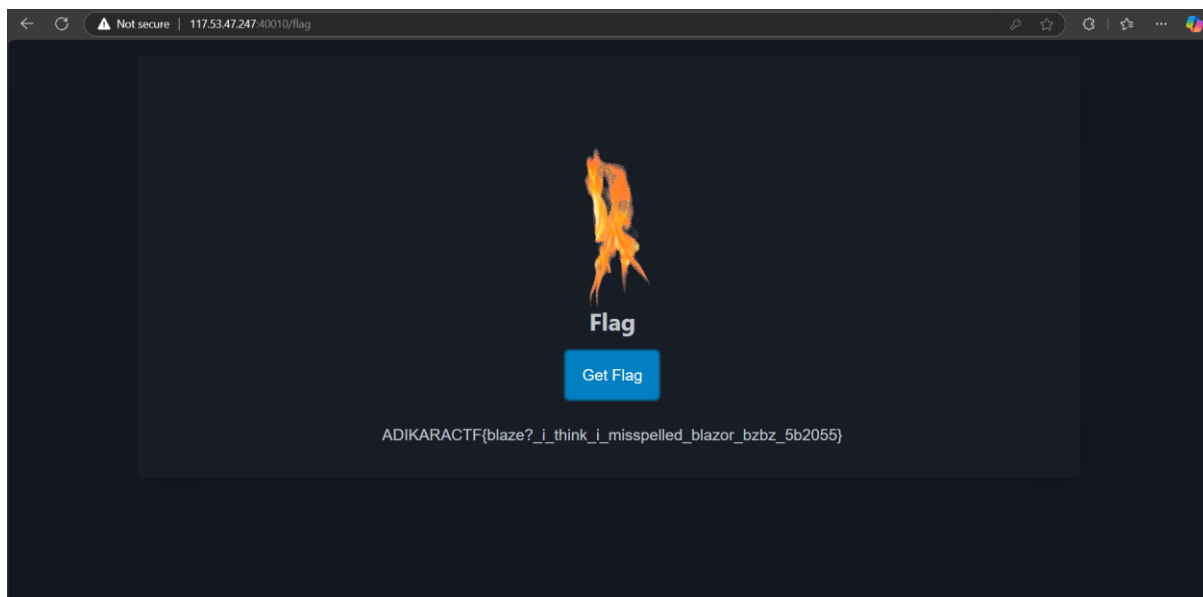 Not secure | 117.53.47.247:40010/flag
Flag
Get Flag
ADIKARACTF{blaze?_i_think_i_misspelled_blazor_bzbz_5b2055}